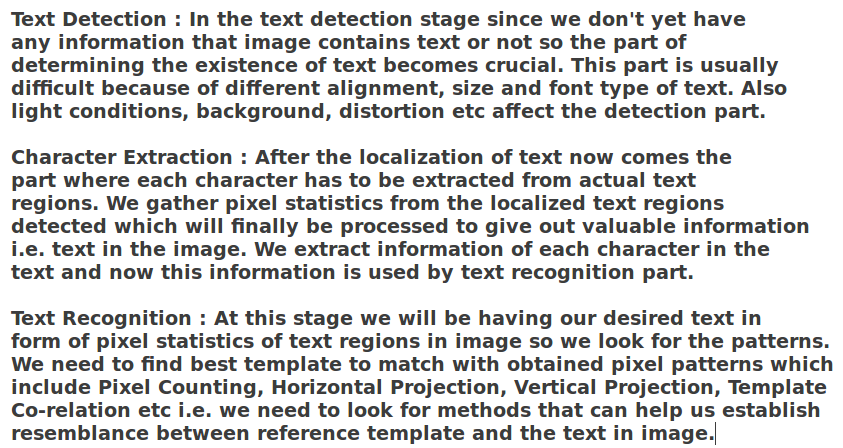 Text Detection : In the text detection stage since we don't yet have
any information that image contains text or not so the part of
determining the existence of text becomes crucial. This part is usually
difficult because of different alignment, size and font type of text. Also
light conditions, background, distortion etc affect the detection part.
Character Extraction : After the localization of text now comes the
part where each character has to be extracted from actual text
regions. We gather pixel statistics from the localized text regions
detected which will finally be processed to give out valuable information
i.e. text in the image. We extract information of each character in the
text and now this information is used by text recognition part.
Text Recognition : At this stage we will be having our desired text in
form of pixel statistics of text regions in image so we look for the patterns.
We need to find best template to match with obtained pixel patterns which
include Pixel Counting, Horizontal Projection, Vertical Projection, Template
Co-relation etc i.e. we need to look for methods that can help us establish
resemblance between reference template and the text in image.